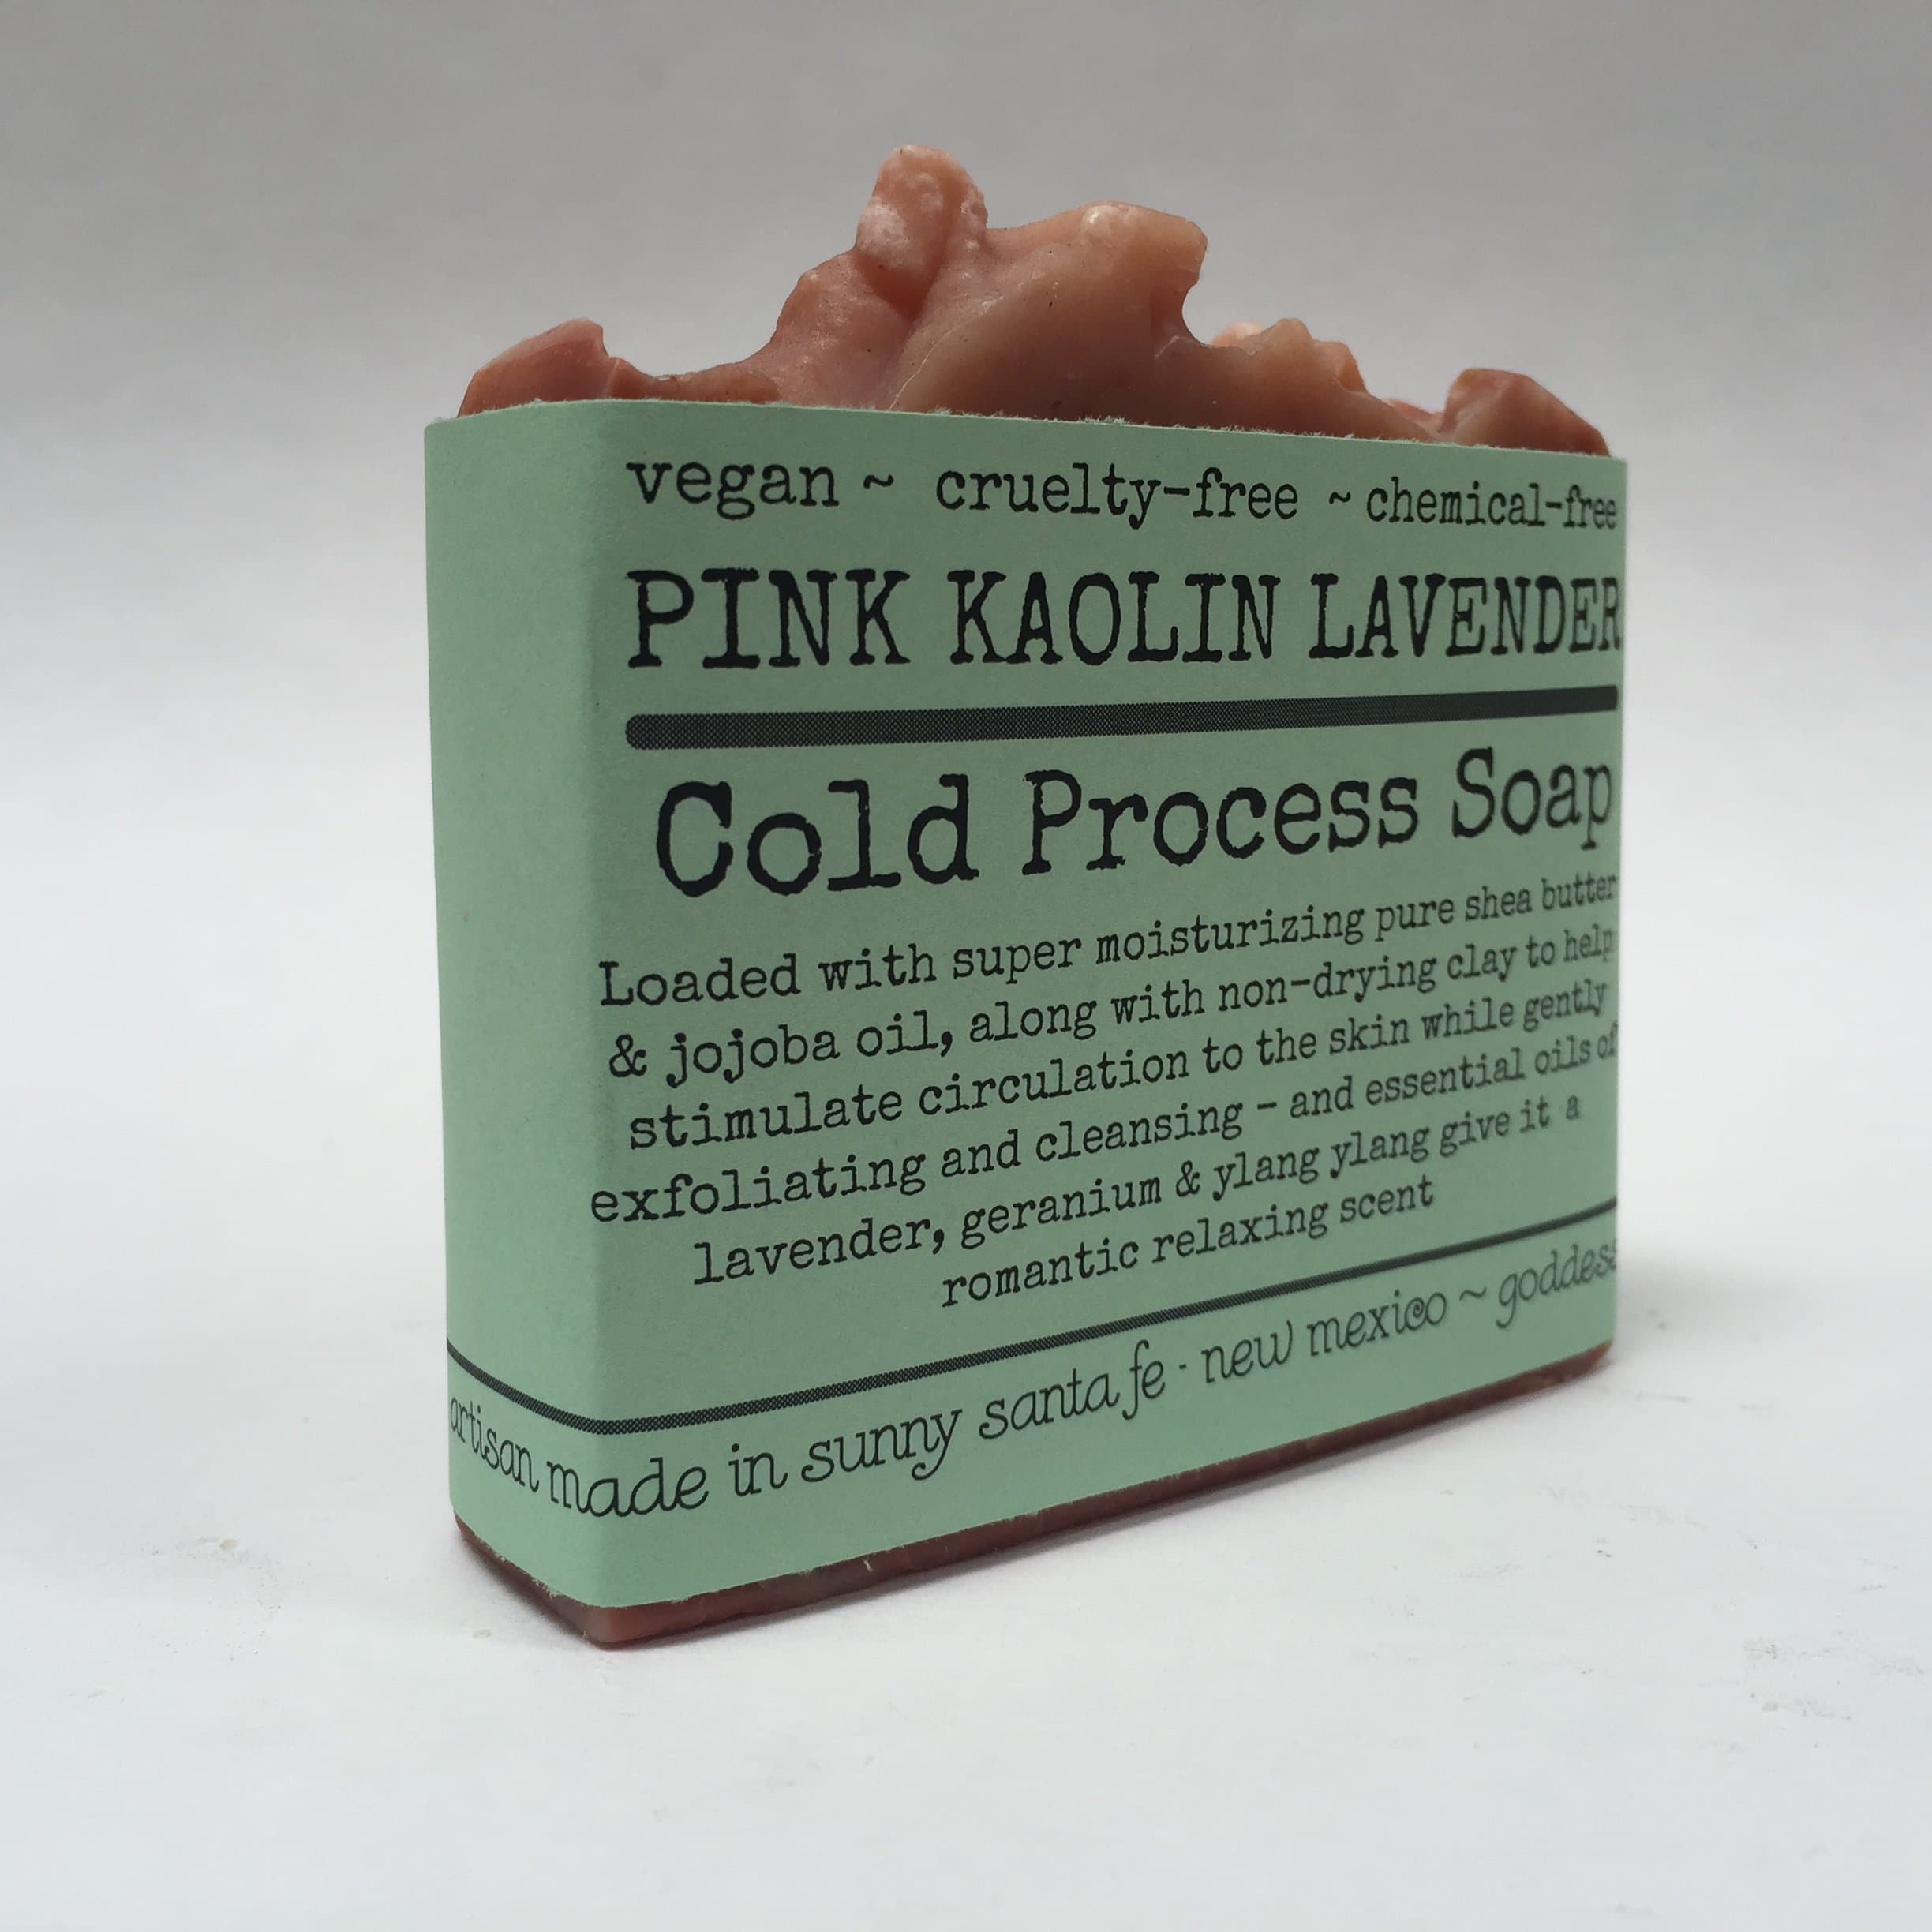 vegan ~ cruelty-free ~ chemical-free
PINK KAOLIN LAVENDER
Cold Process Soap
Loaded with super moisturizing pure shea butter
& jojoba oil, along with non-drying clay to help
stimulate circulation to the skin while gently
exfoliating and cleansing - and essential oils of
lavender, geranium & ylang ylang give it a
romantic relaxing scent
artisan made in sunny santa fe · new mexico ~ goddess